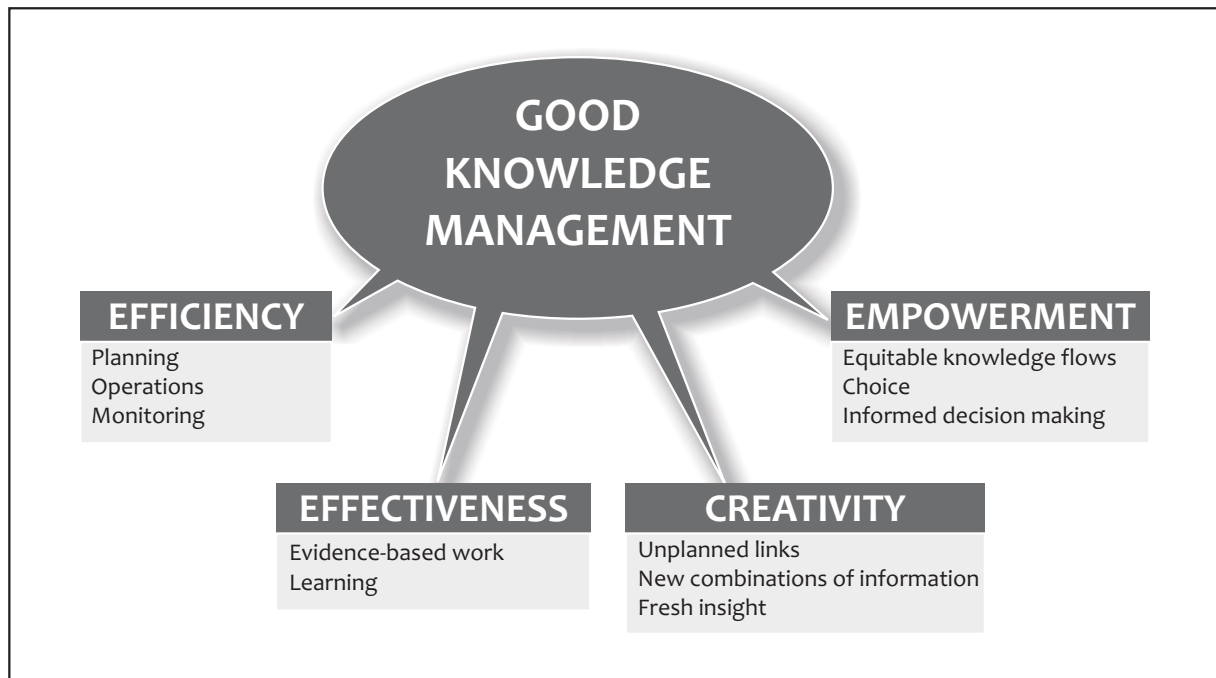 GOOD
KNOWLEDGE
MANAGEMENT
EFFICIENCY
Planning
Operations
Monitoring
EFFECTIVENESS
Evidence-based work
Learning
CREATIVITY
Unplanned links
New combinations of information
Fresh insight
EMPOWERMENT
Equitable knowledge flows
Choice
Informed decision making